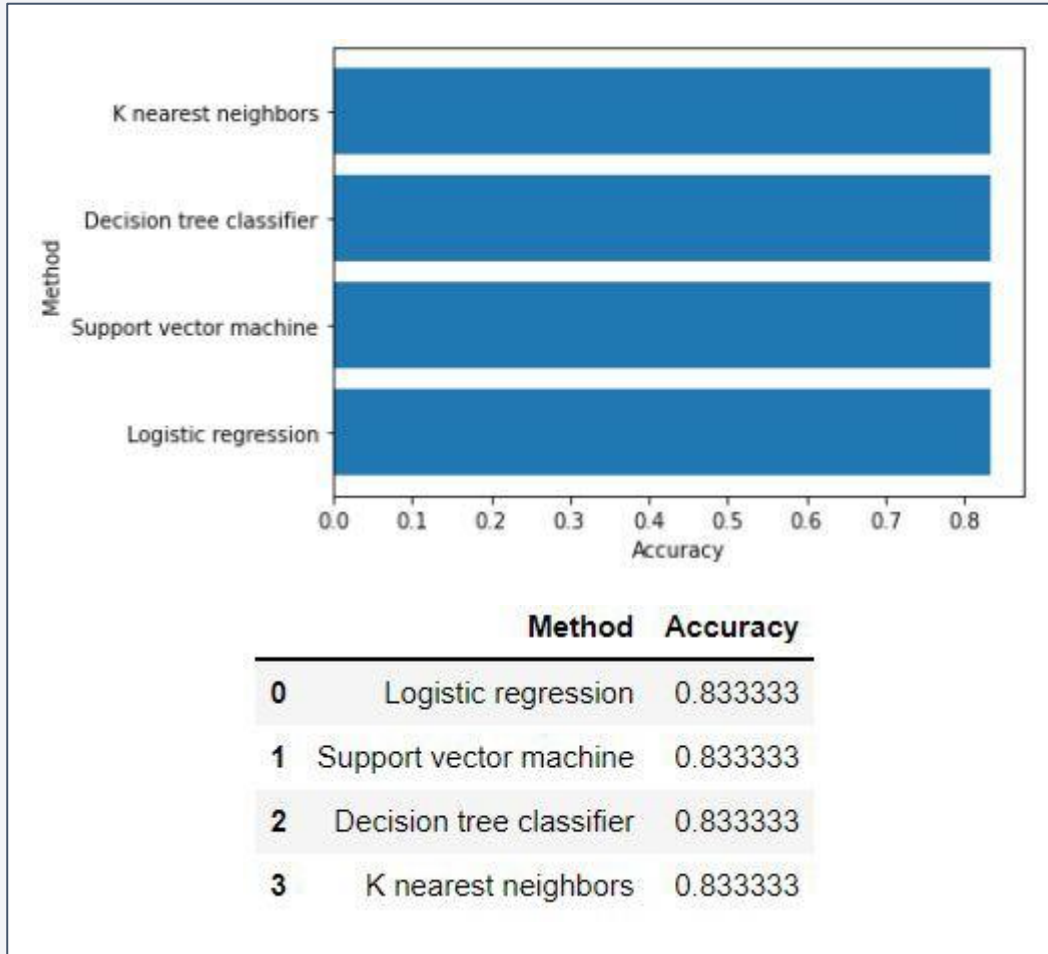 K nearest neighbors
Decision tree classifier
Support vector machine
Logistic regression
Method
0.0 0.1 0.2 0.3 0.4 0.5 0.6 0.7 0.8
Accuracy
Method Accuracy
0 Logistic regression 0.833333
1 Support vector machine 0.833333
2 Decision tree classifier 0.833333
3 K nearest neighbors 0.833333